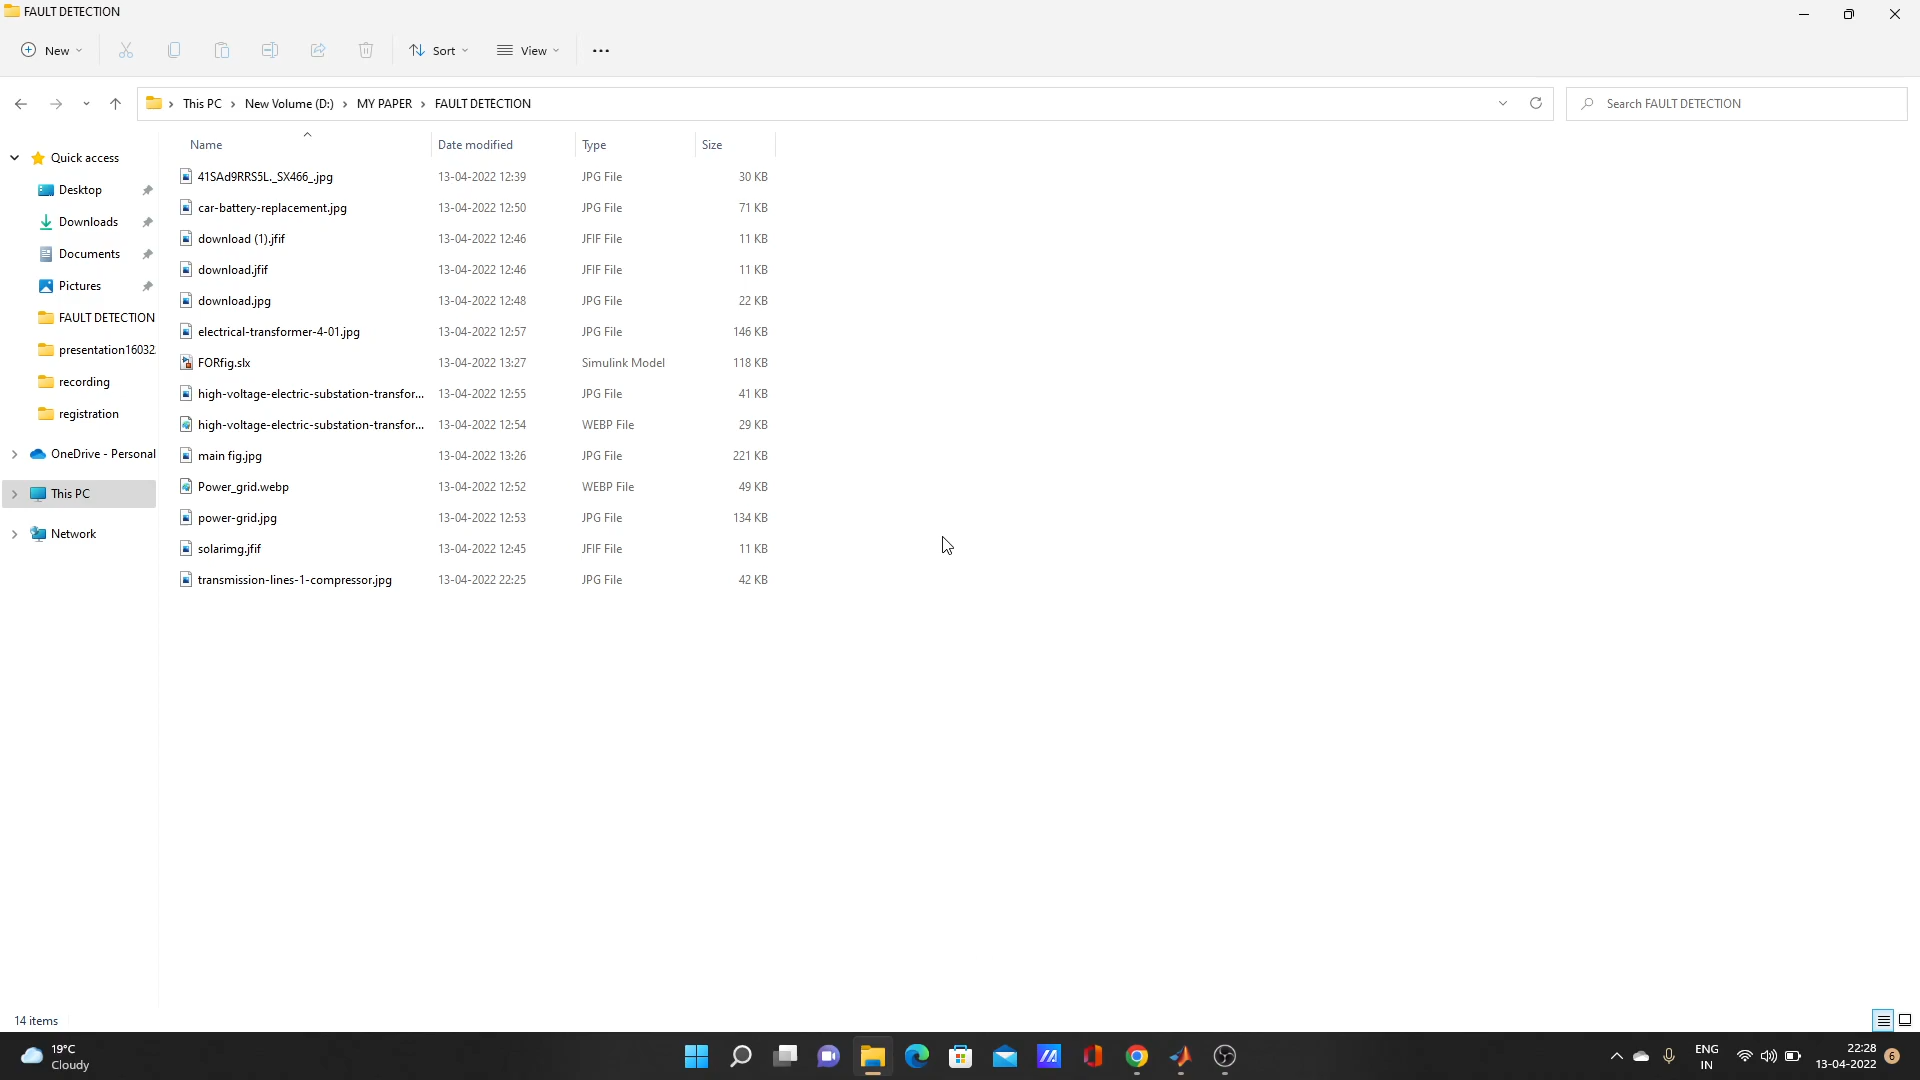 FAULT DETECTION
New
Sort
View
This PC
New Volume (D:)
MY PAPER
FAULT DETECTION
Search FAULT DETECTION
Name
Date modified
Type
Size
Quick access
Desktop
Downloads
Documents
Pictures
FAULT DETECTION
presentation16032
recording
registration
OneDrive - Personal
This PC
Network
41SAd9RRS5L._SX466_.jpg 13-04-2022 12:39 JPG File 30 KB
car-battery-replacement.jpg 13-04-2022 12:50 JPG File 71 KB
download (1).jfif 13-04-2022 12:46 JFIF File 11 KB
download.jfif 13-04-2022 12:46 JFIF File 11 KB
download.jpg 13-04-2022 12:48 JPG File 22 KB
electrical-transformer-4-01.jpg 13-04-2022 12:57 JPG File 146 KB
FORfig.slx 13-04-2022 13:27 Simulink Model 118 KB
high-voltage-electric-substation-transfor... 13-04-2022 12:55 JPG File 41 KB
high-voltage-electric-substation-transfor... 13-04-2022 12:54 WEBP File 29 KB
main fig.jpg 13-04-2022 13:26 JPG File 221 KB
Power_grid.webp 13-04-2022 12:52 WEBP File 49 KB
power-grid.jpg 13-04-2022 12:53 JPG File 134 KB
solarimg.jfif 13-04-2022 12:45 JFIF File 11 KB
transmission-lines-1-compressor.jpg 13-04-2022 22:25 JPG File 42 KB
14 items
19°C
Cloudy
ENG
IN
22:28
13-04-2022
6